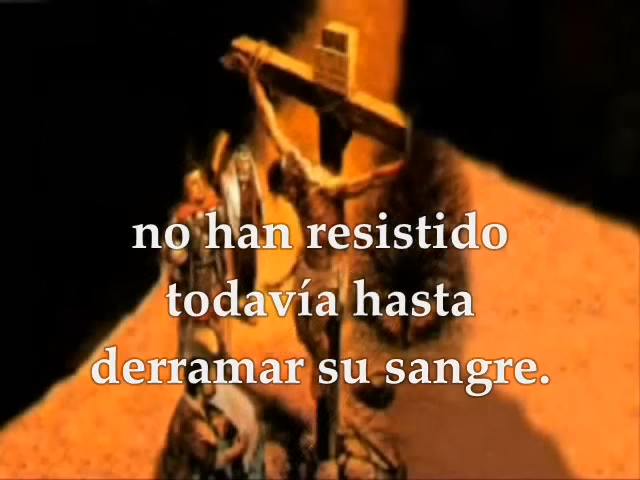 no han resistido
todavía hasta
derramar su sangre.